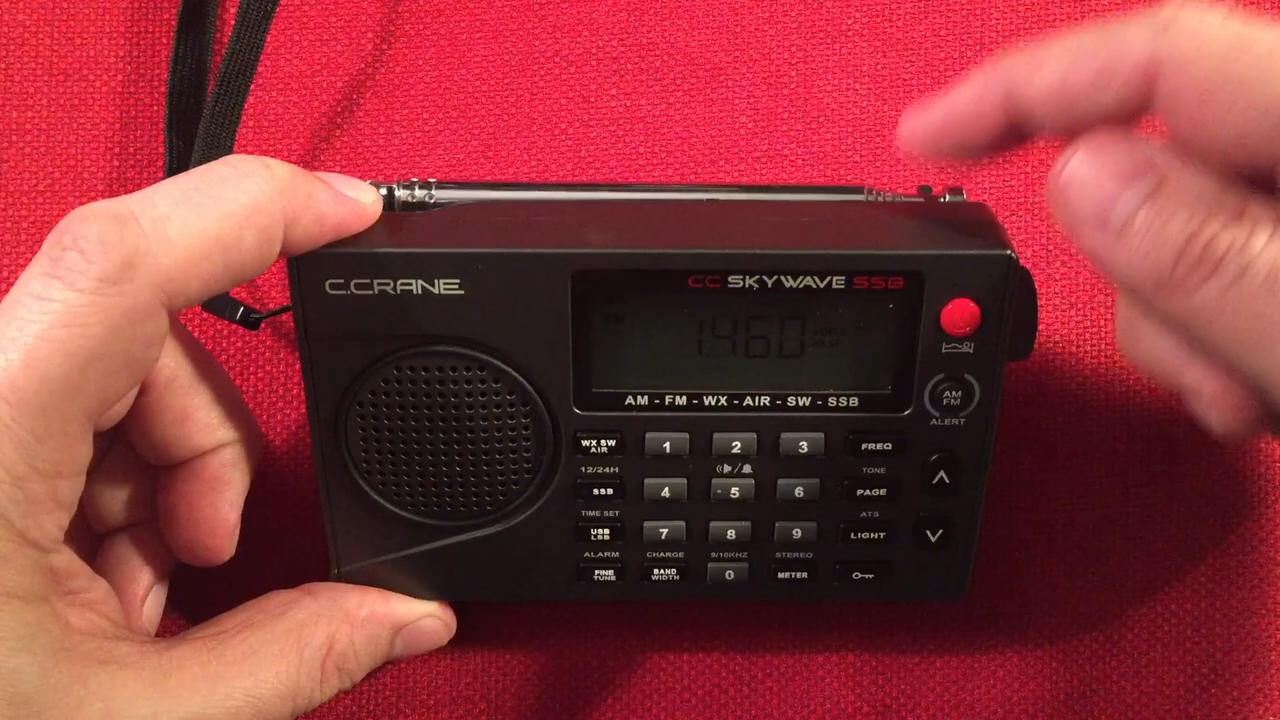 C.CRANE
CC SKYWAVE SSB
1460
AM - FM - WX - AIR - SW - SSB
AM
FM
ALERT
WX SW
AIR
1
2
3
FREQ
12/24H
TONE
SSB
4
5
6
PAGE
TIME SET
ATS
USB
LSB
7
8
9
LIGHT
ALARM
CHARGE
9/10KHZ
STEREO
FINE
TUNE
BAND
WIDTH
0
METER